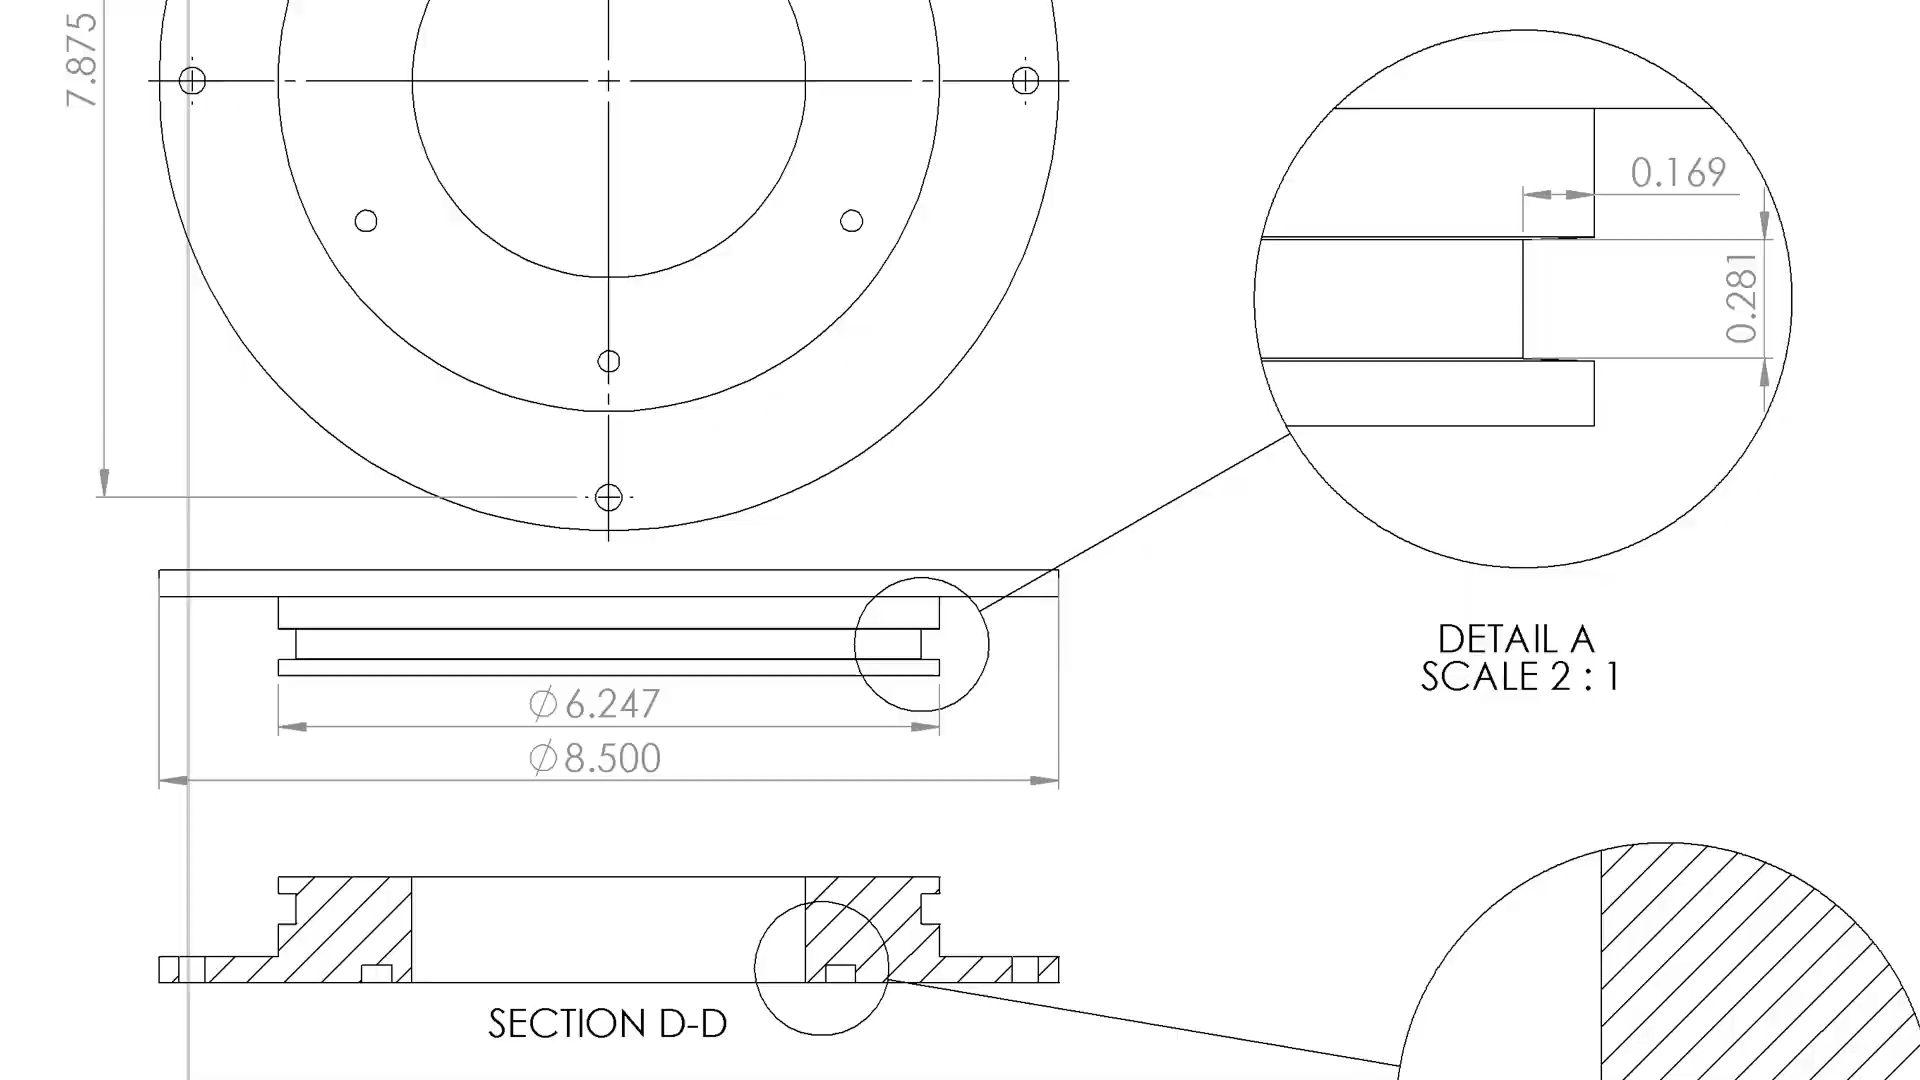 7.875
0.169
0.281
DETAIL A
SCALE 2 : 1
∅6.247
∅8.500
SECTION D-D